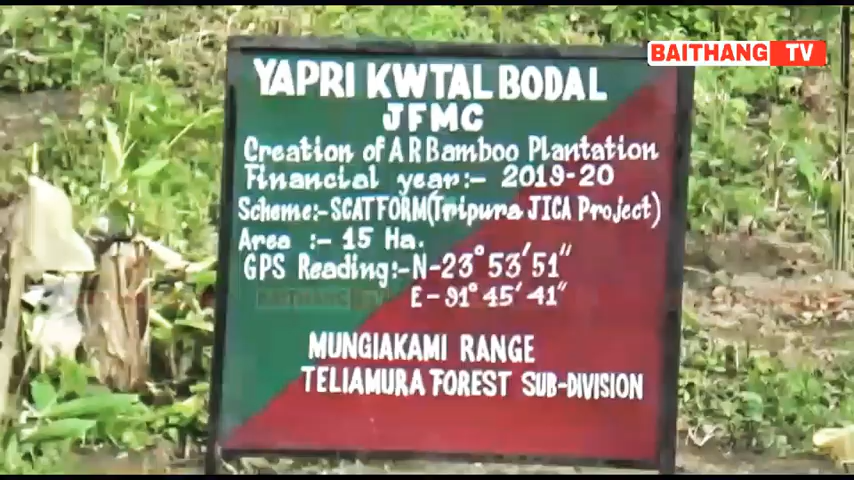 BAITHANG TV
YAPRI KWTAL BODAL
JFMC
Creation of A R Bamboo Plantation
Financial year:- 2019-20
Scheme:- SCATFORM(Tripura JICA Project)
Area :- 15 Ha.
GPS Reading:- N-23°53'51"
E-91°45'41"
MUNGIAKAMI RANGE
TELIAMURA FOREST SUB-DIVISION